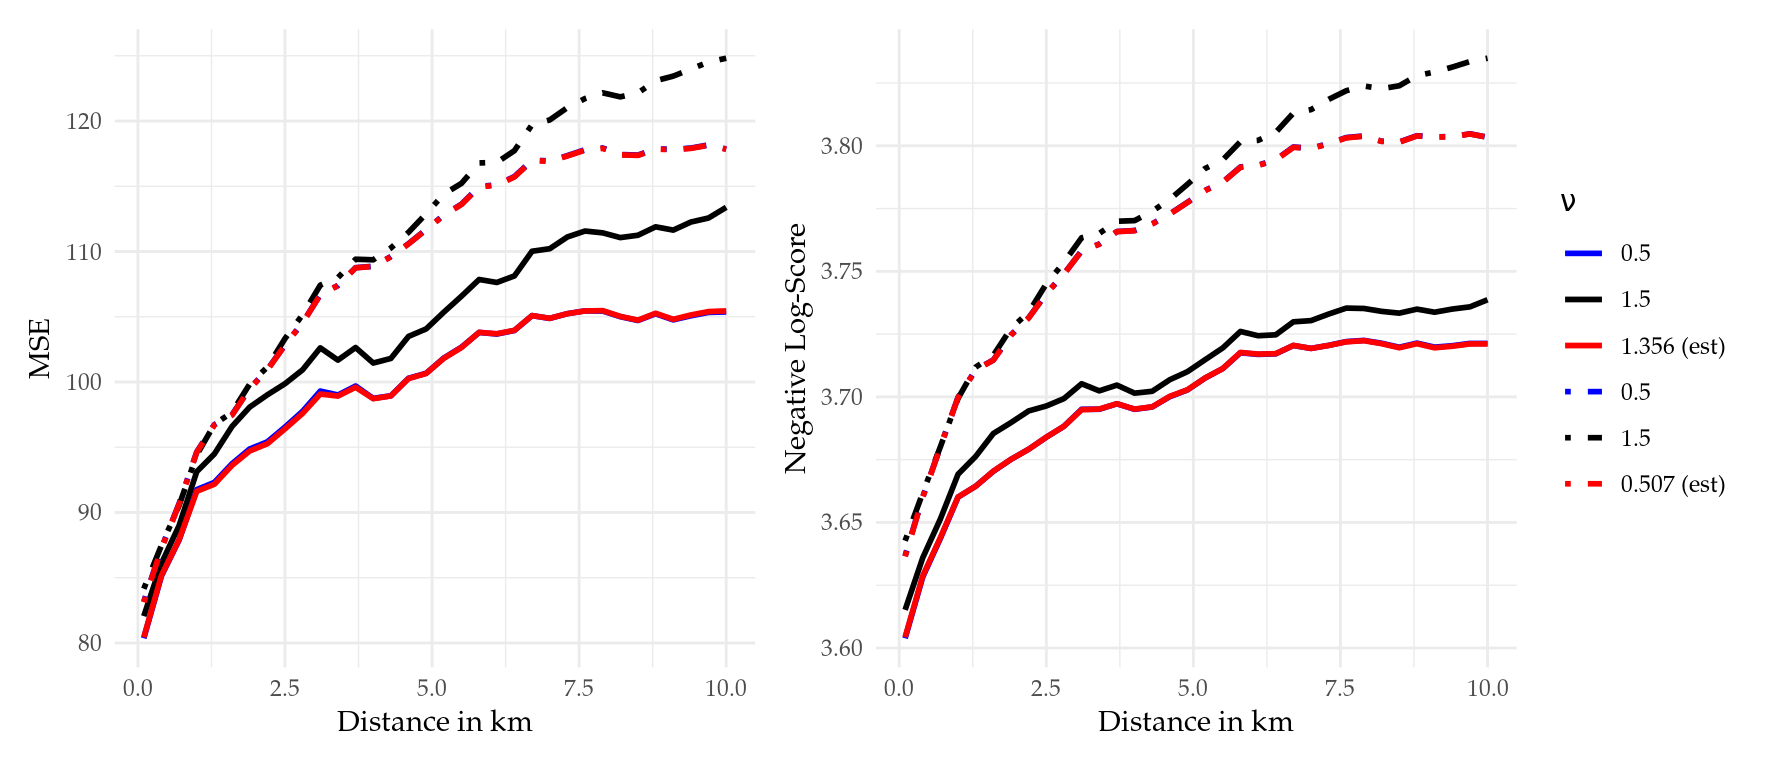 MSE
120
110
100
90
80
0.0 2.5 5.0 7.5 10.0
Distance in km
Negative Log-Score
3.80
3.75
3.70
3.65
3.60
0.0 2.5 5.0 7.5 10.0
Distance in km
ν
0.5
1.5
1.356 (est)
0.5
1.5
0.507 (est)